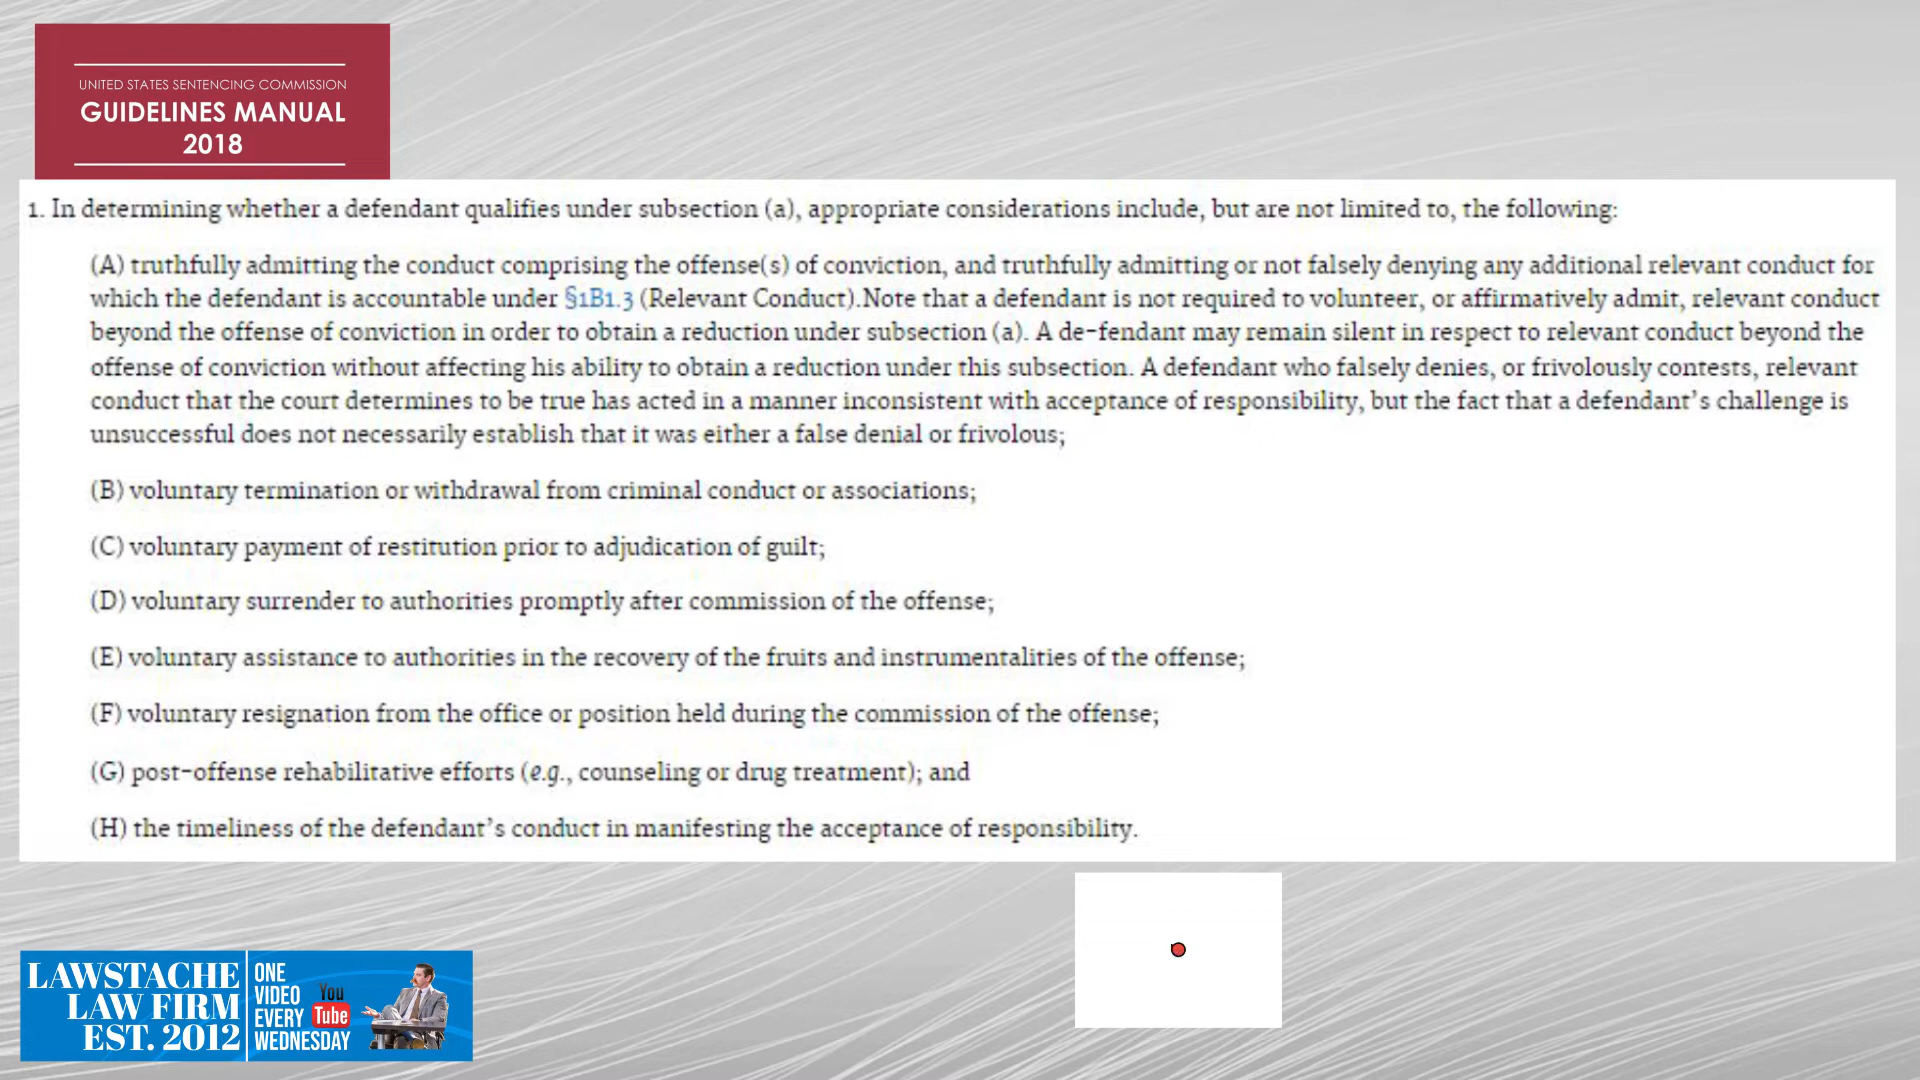 UNITED STATES SENTENCING COMMISSION
GUIDELINES MANUAL
2018
1. In determining whether a defendant qualifies under subsection (a), appropriate considerations include, but are not limited to, the following:
(A) truthfully admitting the conduct comprising the offense(s) of conviction, and truthfully admitting or not falsely denying any additional relevant conduct for
which the defendant is accountable under §1B1.3 (Relevant Conduct).Note that a defendant is not required to volunteer, or affirmatively admit, relevant conduct
beyond the offense of conviction in order to obtain a reduction under subsection (a). A de-fendant may remain silent in respect to relevant conduct beyond the
offense of conviction without affecting his ability to obtain a reduction under this subsection. A defendant who falsely denies, or frivolously contests, relevant
conduct that the court determines to be true has acted in a manner inconsistent with acceptance of responsibility, but the fact that a defendant's challenge is
unsuccessful does not necessarily establish that it was either a false denial or frivolous;
(B) voluntary termination or withdrawal from criminal conduct or associations;
(C) voluntary payment of restitution prior to adjudication of guilt;
(D) voluntary surrender to authorities promptly after commission of the offense;
(E) voluntary assistance to authorities in the recovery of the fruits and instrumentalities of the offense;
(F) voluntary resignation from the office or position held during the commission of the offense;
(G) post-offense rehabilitative efforts (e.g., counseling or drug treatment); and
(H) the timeliness of the defendant's conduct in manifesting the acceptance of responsibility.
LAWSTACHE
LAW FIRM
EST. 2012
ONE
VIDEO
EVERY
WEDNESDAY
You
Tube